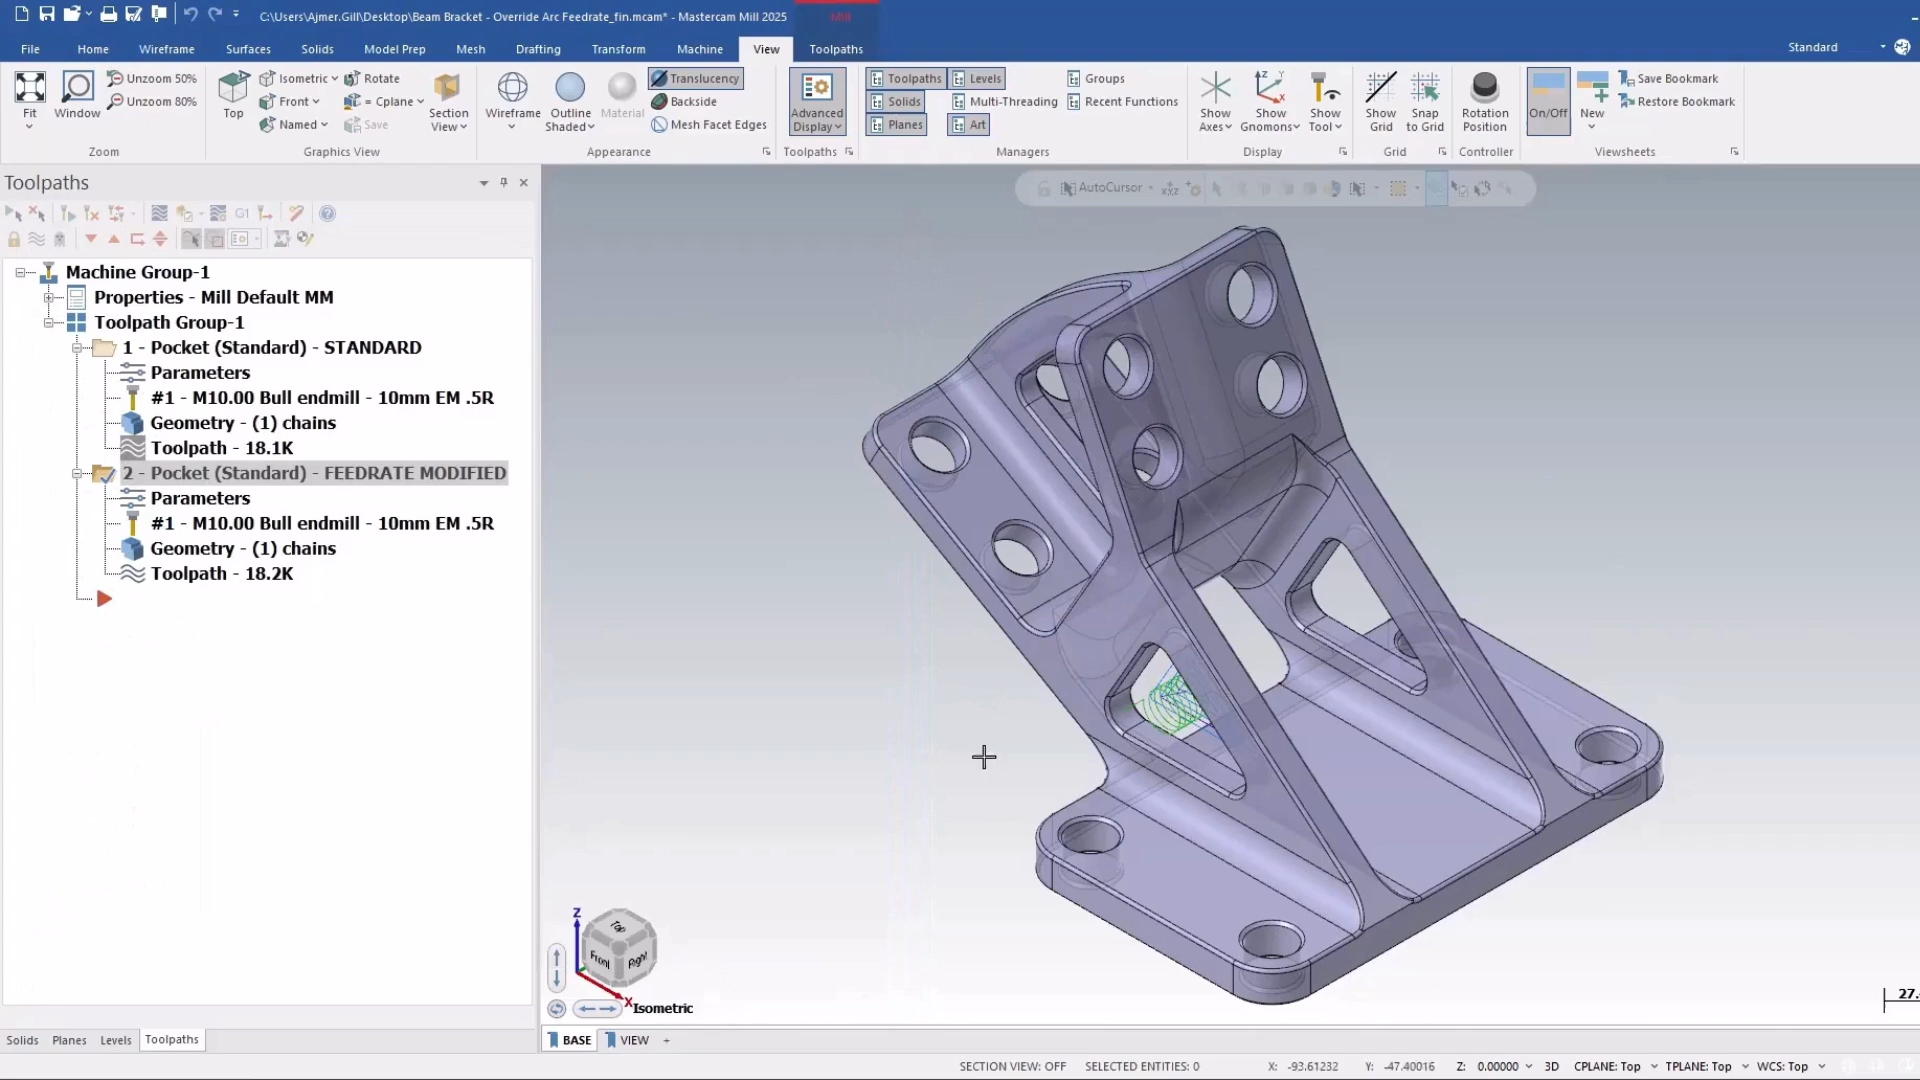 C:\Users\Ajmer.Gill\Desktop\Beam Bracket - Override Arc Feedrate_fin.mcam* - Mastercam Mill 2025
Mill
File Home Wireframe Surfaces Solids Model Prep Mesh Drafting Transform Machine View Toolpaths
Standard
Fit
Window
Unzoom 50%
Unzoom 80%
Zoom
Top
Isometric
Front
Named
Rotate
= Cplane
Save
Section View
Graphics View
Wireframe
Outline Shaded
Material
Translucency
Backside
Mesh Facet Edges
Appearance
Advanced Display
Toolpaths
Toolpaths
Solids
Planes
Levels
Multi-Threading
Art
Groups
Recent Functions
Managers
Show Axes
Show Gnomons
Show Tool
Display
Show Grid
Snap to Grid
Grid
Rotation Position
Controller
On/Off
New
Save Bookmark
Restore Bookmark
Viewsheets
Toolpaths
G1
AutoCursor
Machine Group-1
Properties - Mill Default MM
Toolpath Group-1
1 - Pocket (Standard) - STANDARD
Parameters
#1 - M10.00 Bull endmill - 10mm EM .5R
Geometry - (1) chains
Toolpath - 18.1K
2 - Pocket (Standard) - FEEDRATE MODIFIED
Parameters
#1 - M10.00 Bull endmill - 10mm EM .5R
Geometry - (1) chains
Toolpath - 18.2K
Z
Top
Front
Right
X
Isometric
27.
Solids Planes Levels Toolpaths
BASE VIEW +
SECTION VIEW: OFF SELECTED ENTITIES: 0 X: -93.61232 Y: -47.40016 Z: 0.00000 3D CPLANE: Top TPLANE: Top WCS: Top